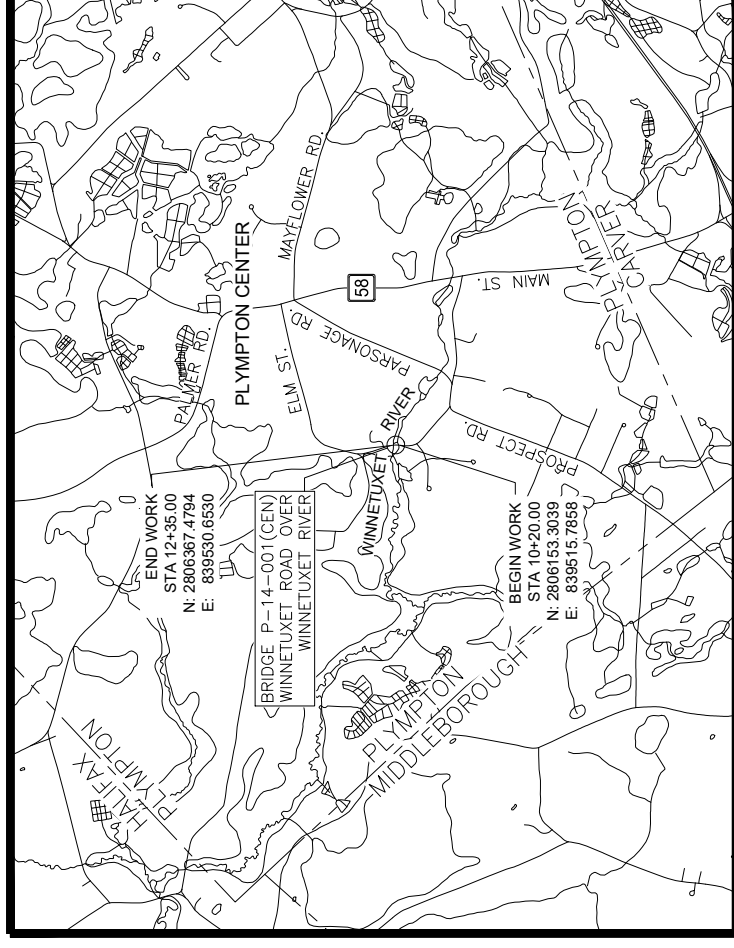 HALIFAX
PLYMPTON
END WORK
STA 12+35.00
N: 2806367.4794
E: 839530.6530
PALMER RD.
PLYMPTON CENTER
MAYFLOWER RD.
BRIDGE P-14-001(CEN)
WINNETUXET ROAD OVER
WINNETUXET RIVER
ELM ST.
PARSONAGE RD.
58
WINNETUXET RIVER
MAIN ST.
PLYMPTON
MIDDLEBOROUGH
BEGIN WORK
STA 10+20.00
N: 2806153.3039
E: 839515.7858
PROSPECT RD.
PLYMPTON
CARVER